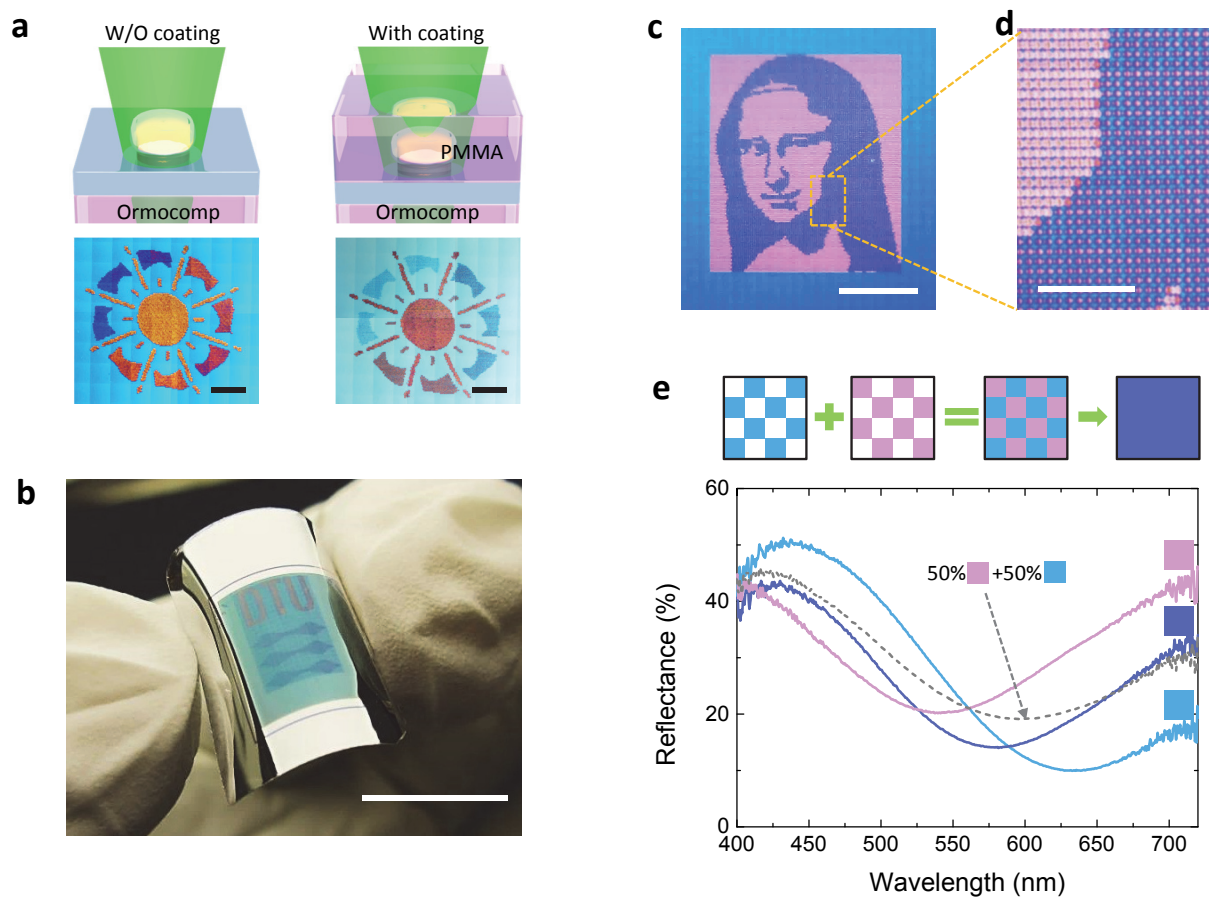 a
W/O coating
With coating
PMMA
Ormocomp
Ormocomp
b
DTU
c
d
e
60
40
20
0
Reflectance (%)
50% +50%
400 450 500 550 600 650 700
Wavelength (nm)